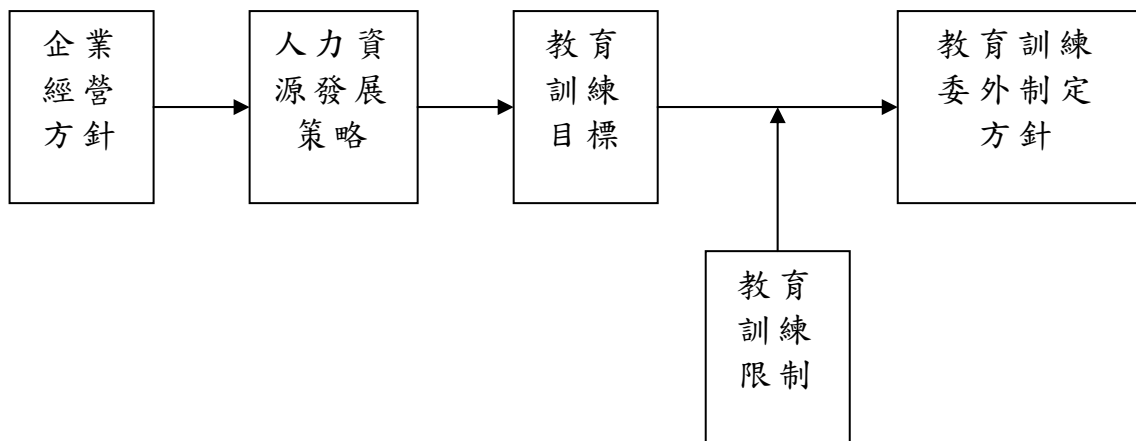 企業
經營
方針
人力資
源發展
策略
教育
訓練
目標
教育訓練
委外制定
方針
教育
訓練
限制